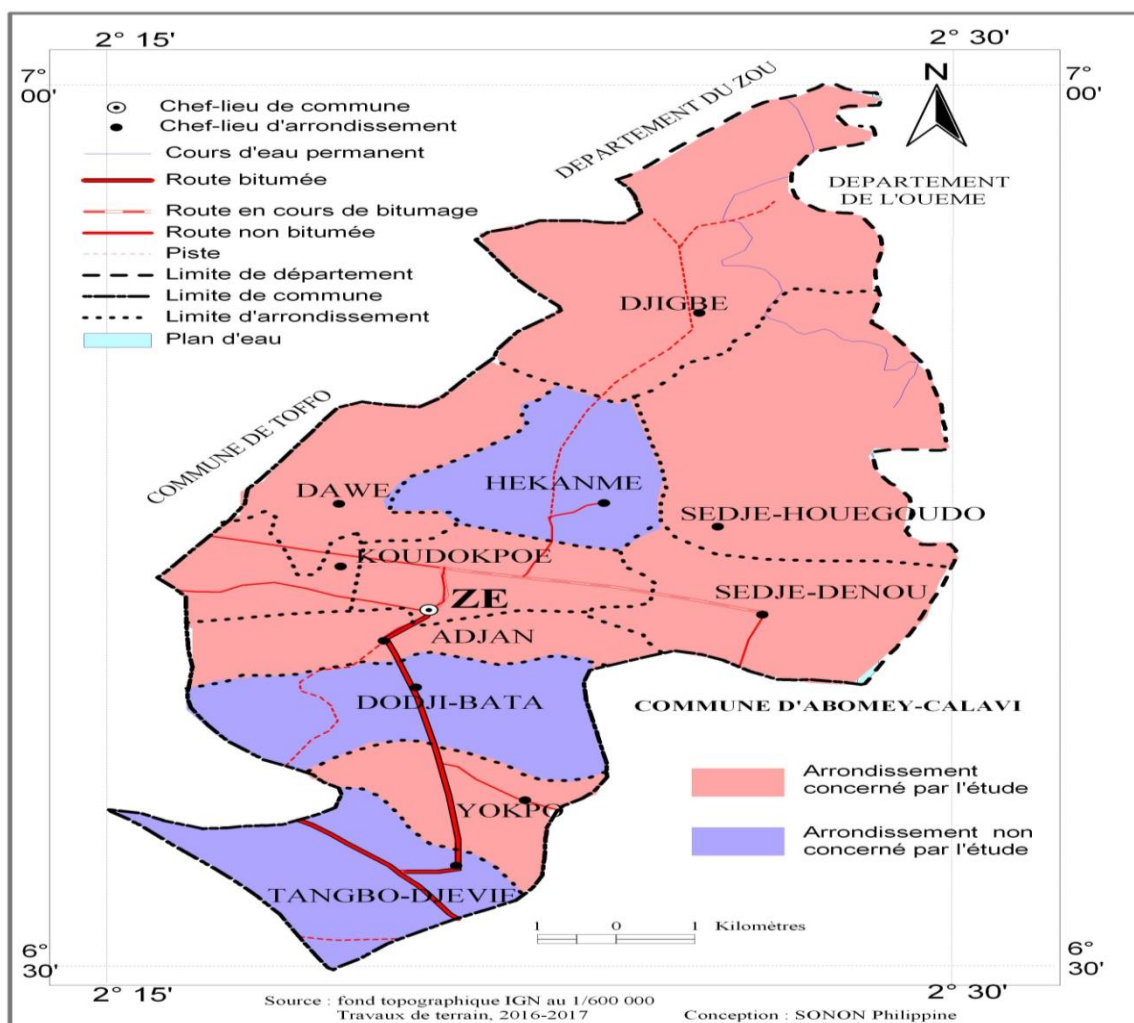 2° 15'
2° 30'
7°
00'
7°
00'
N
Chef-lieu de commune
Chef-lieu d'arrondissement
Cours d'eau permanent
Route bitumée
Route en cours de bitumage
Route non bitumée
Piste
Limite de département
Limite de commune
Limite d'arrondissement
Plan d'eau
DEPARTEMENT DU ZOU
DEPARTEMENT
DE L'OUEME
DJIGBE
COMMUNE DE TOFFO
DAWE
HEKANME
SEDJE-HOUEGOUDO
KOUDOKPOE
ZE
SEDJE-DENOU
ADJAN
DODJI-BATA
COMMUNE D'ABOMEY-CALAVI
YOKPO
Arrondissement
concerné par l'étude
Arrondissement non
concerné par l'étude
TANGBO-DJEVIE
1 0 1 Kilomètres
6°
30'
6°
30'
2° 15'
2° 30'
Source : fond topographique IGN au 1/600 000
Travaux de terrain, 2016-2017
Conception : SONON Philippine